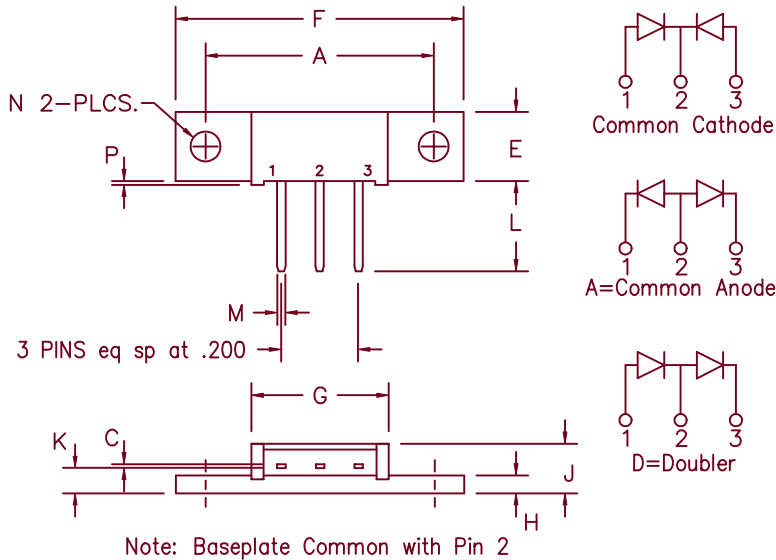 F
A
N 2-PLCS.
P
E
1 2 3
L
M
3 PINS eq sp at .200
G
K
C
J
H
Note: Baseplate Common with Pin 2
1 2 3
Common Cathode
1 2 3
A=Common Anode
1 2 3
D=Doubler